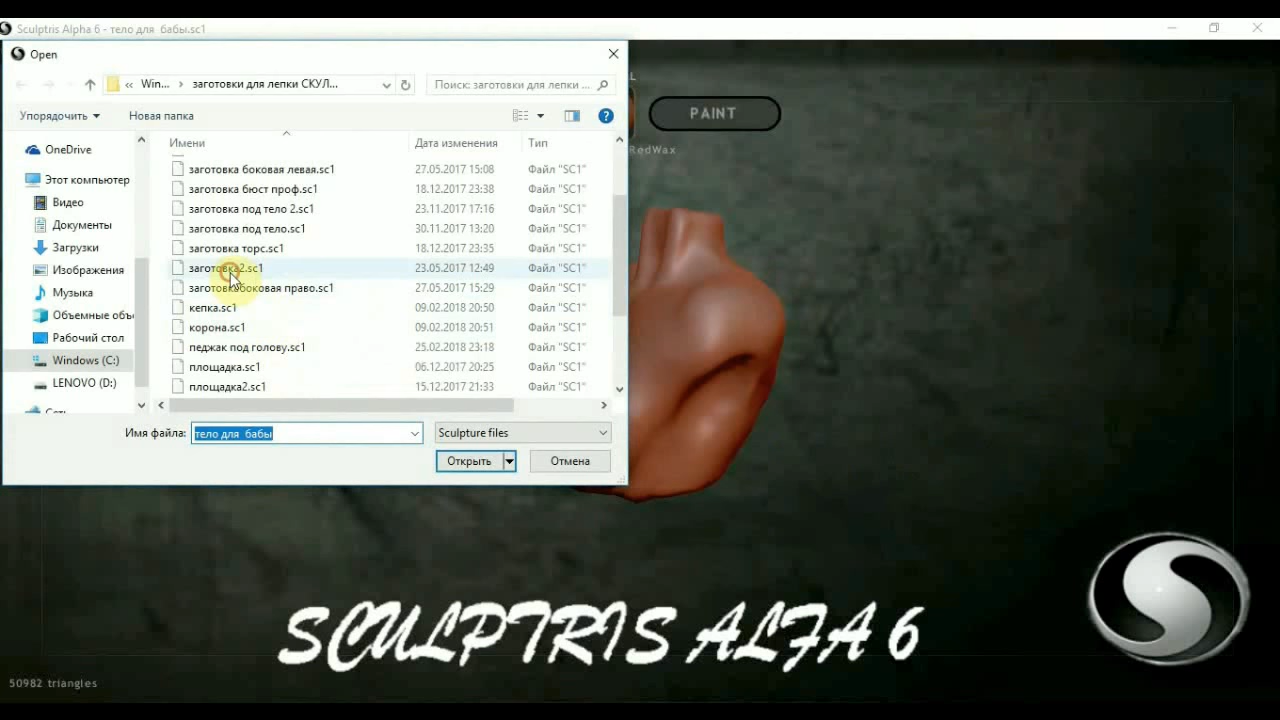 Sculptris Alpha 6 - тело для  бабы.sc1
Open
« Win... › заготовки для лепки СКУЛ...
Поиск: заготовки для лепки ...
Упорядочить
Новая папка
PAINT
RedWax
Имени
Дата изменения
Тип
OneDrive
Этот компьютер
Видео
Документы
Загрузки
Изображения
Музыка
Объемные объ
Рабочий стол
Windows (C:)
LENOVO (D:)
Сеть
заготовка боковая левая.sc1 27.05.2017 15:08 Файл "SC1"
заготовка бюст проф.sc1 18.12.2017 23:38 Файл "SC1"
заготовка под тело 2.sc1 23.11.2017 17:16 Файл "SC1"
заготовка под тело.sc1 30.11.2017 13:20 Файл "SC1"
заготовка торс.sc1 18.12.2017 23:35 Файл "SC1"
заготовка2.sc1 23.05.2017 12:49 Файл "SC1"
заготовкабоковая право.sc1 27.05.2017 15:29 Файл "SC1"
кепка.sc1 09.02.2018 20:50 Файл "SC1"
корона.sc1 09.02.2018 20:51 Файл "SC1"
педжак под голову.sc1 25.02.2018 23:18 Файл "SC1"
площадка.sc1 06.12.2017 20:25 Файл "SC1"
площадка2.sc1 15.12.2017 21:33 Файл "SC1"
Имя файла: тело для  бабы
Sculpture files
Открыть
Отмена
SCULPTRIS ALFA 6
50982 triangles